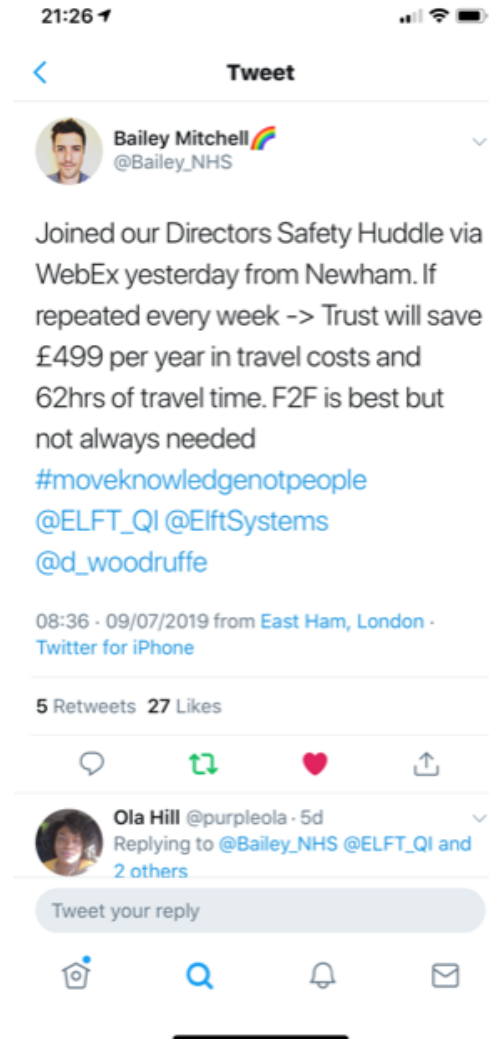 21:26
Tweet
Bailey Mitchell🌈
@Bailey_NHS
Joined our Directors Safety Huddle via
WebEx yesterday from Newham. If
repeated every week -> Trust will save
£499 per year in travel costs and
62hrs of travel time. F2F is best but
not always needed
#moveknowledgenotpeople
@ELFT_QI @ElftSystems
@d_woodruffe
08:36 · 09/07/2019 from East Ham, London ·
Twitter for iPhone
5 Retweets 27 Likes
Ola Hill @purpleola · 5d
Replying to @Bailey_NHS @ELFT_QI and
2 others
Tweet your reply